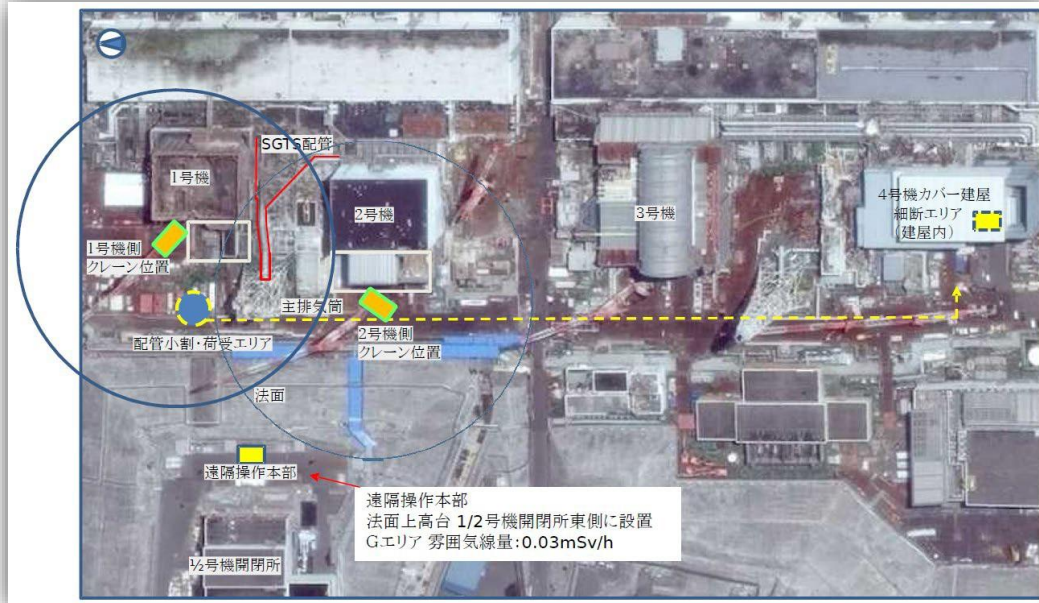 SGTS配管
1号機
2号機
3号機
4号機カバー建屋
細断エリア
(建屋内)
1号機側
クレーン位置
主排気筒
配管小割・荷受エリア
2号機側
クレーン位置
法面
遠隔操作本部
遠隔操作本部
法面上高台 1/2号機開閉所東側に設置
Gエリア 雰囲気線量:0.03mSv/h
½号機開閉所